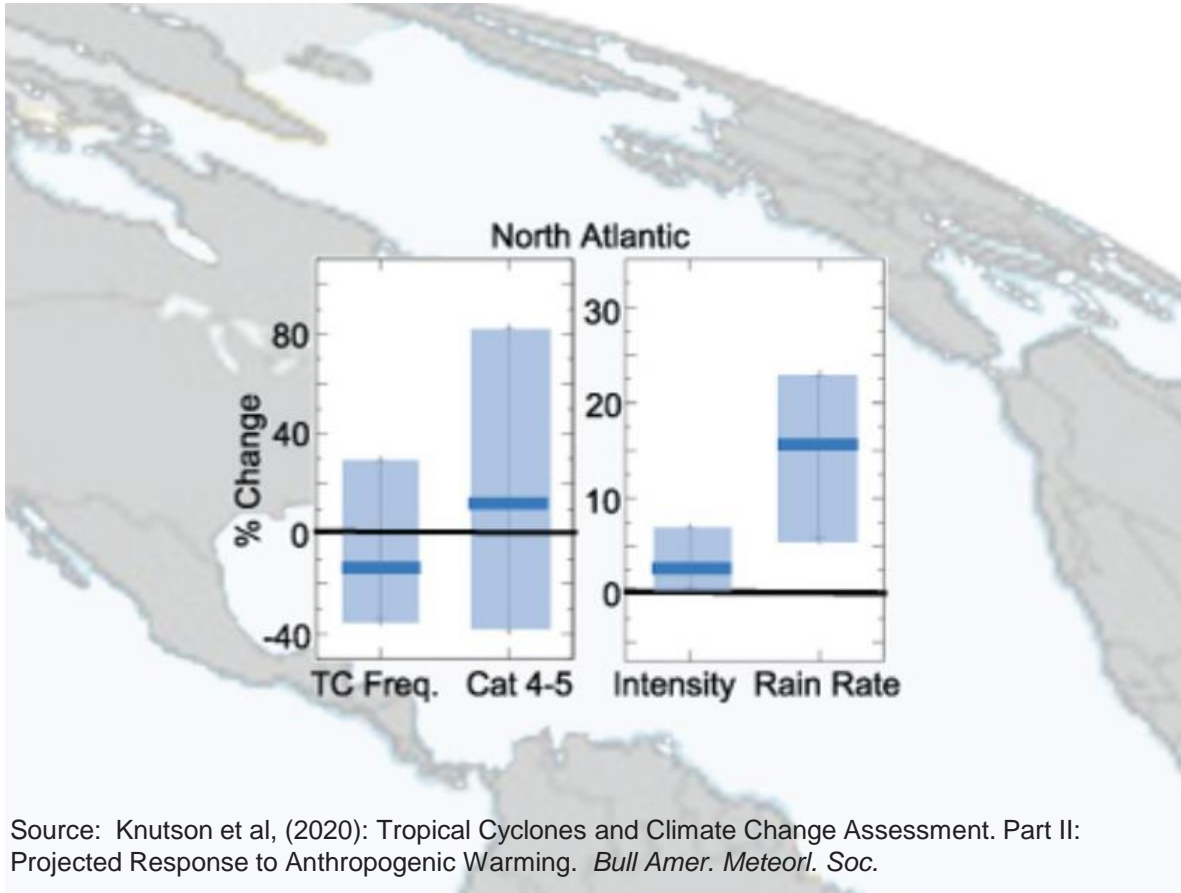 North Atlantic
% Change
80
40
0
-40
30
20
10
0
TC Freq. Cat 4-5 Intensity Rain Rate
Source: Knutson et al, (2020): Tropical Cyclones and Climate Change Assessment. Part II:
Projected Response to Anthropogenic Warming. Bull Amer. Meteorl. Soc.